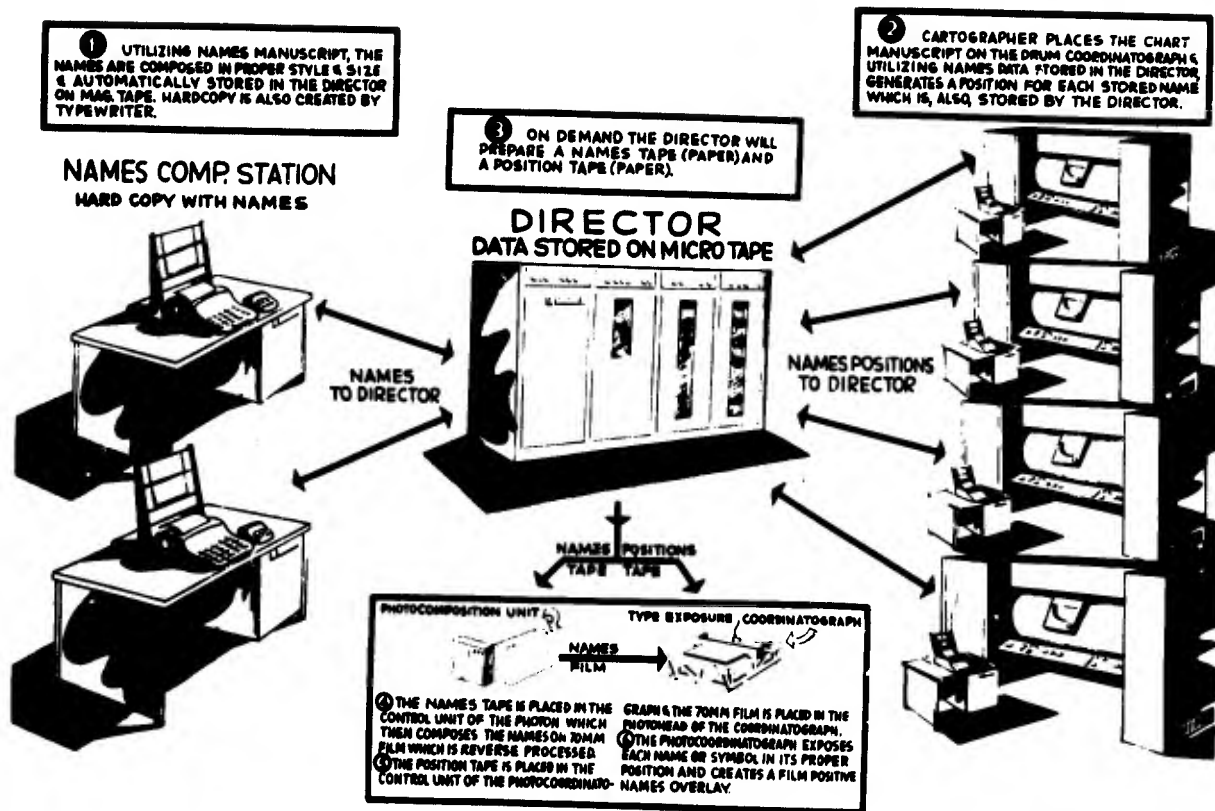 ① UTILIZING NAMES MANUSCRIPT, THE
NAMES ARE COMPOSED IN PROPER STYLE & SIZE
& AUTOMATICALLY STORED IN THE DIRECTOR
ON MAG. TAPE. HARDCOPY IS ALSO CREATED BY
TYPEWRITER.
NAMES COMP. STATION
HARD COPY WITH NAMES
③ ON DEMAND THE DIRECTOR WILL
PREPARE A NAMES TAPE (PAPER) AND
A POSITION TAPE (PAPER).
DIRECTOR
DATA STORED ON MICRO TAPE
② CARTOGRAPHER PLACES THE CHART
MANUSCRIPT ON THE DRUM COORDINATOGRAPH &
UTILIZING NAMES DATA STORED IN THE DIRECTOR,
GENERATES A POSITION FOR EACH STORED NAME
WHICH IS, ALSO, STORED BY THE DIRECTOR.
NAMES
TO DIRECTOR
NAMES POSITIONS
TO DIRECTOR
NAMES POSITIONS
TAPE TAPE
PHOTOCOMPOSITION UNIT
NAMES
FILM
TYPE EXPOSURE COORDINATOGRAPH
④ THE NAMES TAPE IS PLACED IN THE
CONTROL UNIT OF THE PHOTON WHICH
THEN COMPOSES THE NAMES ON 70MM
FILM WHICH IS REVERSE PROCESSED.
⑤ THE POSITION TAPE IS PLACED IN THE
CONTROL UNIT OF THE PHOTOCOORDINATO-
GRAPH & THE 70MM FILM IS PLACED IN THE
PHOTOHEAD OF THE COORDINATOGRAPH.
⑥ THE PHOTOCOORDINATOGRAPH EXPOSES
EACH NAME OR SYMBOL IN ITS PROPER
POSITION AND CREATES A FILM POSITIVE
NAMES OVERLAY.